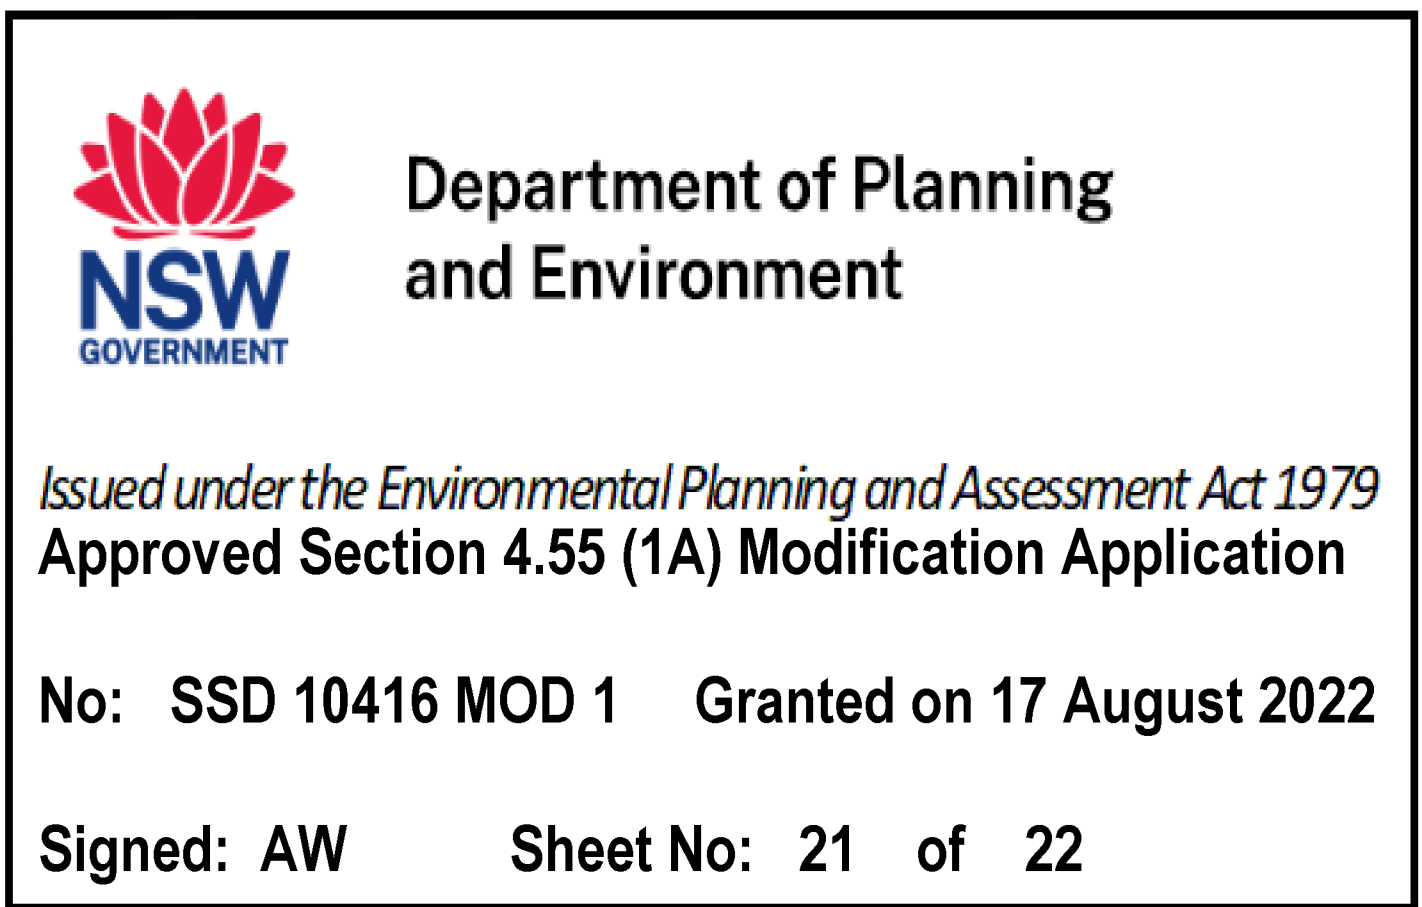 Department of Planning
and Environment
NSW
GOVERNMENT
Issued under the Environmental Planning and Assessment Act 1979
Approved Section 4.55 (1A) Modification Application
No: SSD 10416 MOD 1 Granted on 17 August 2022
Signed: AW Sheet No: 21 of 22